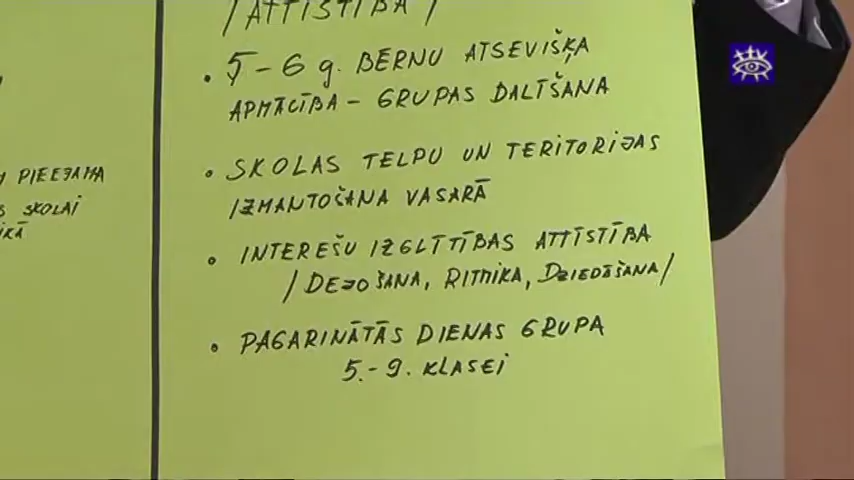 /ATTĪSTĪBA/
• 5-6 g. BĒRNU ATSEVIŠĶA
APMĀCĪBA - GRUPAS DALĪŠANA
• SKOLAS TELPU UN TERITORIJAS
IZMANTOŠANA VASARĀ
• INTEREŠU IZGLĪTĪBAS ATTĪSTĪBA
/DEJOŠANA, RITMIKA, DZIEDĀŠANA/
• PAGARINĀTĀS DIENAS GRUPA
5.-9. KLASEI
PIEEJAMA
SKOLAI